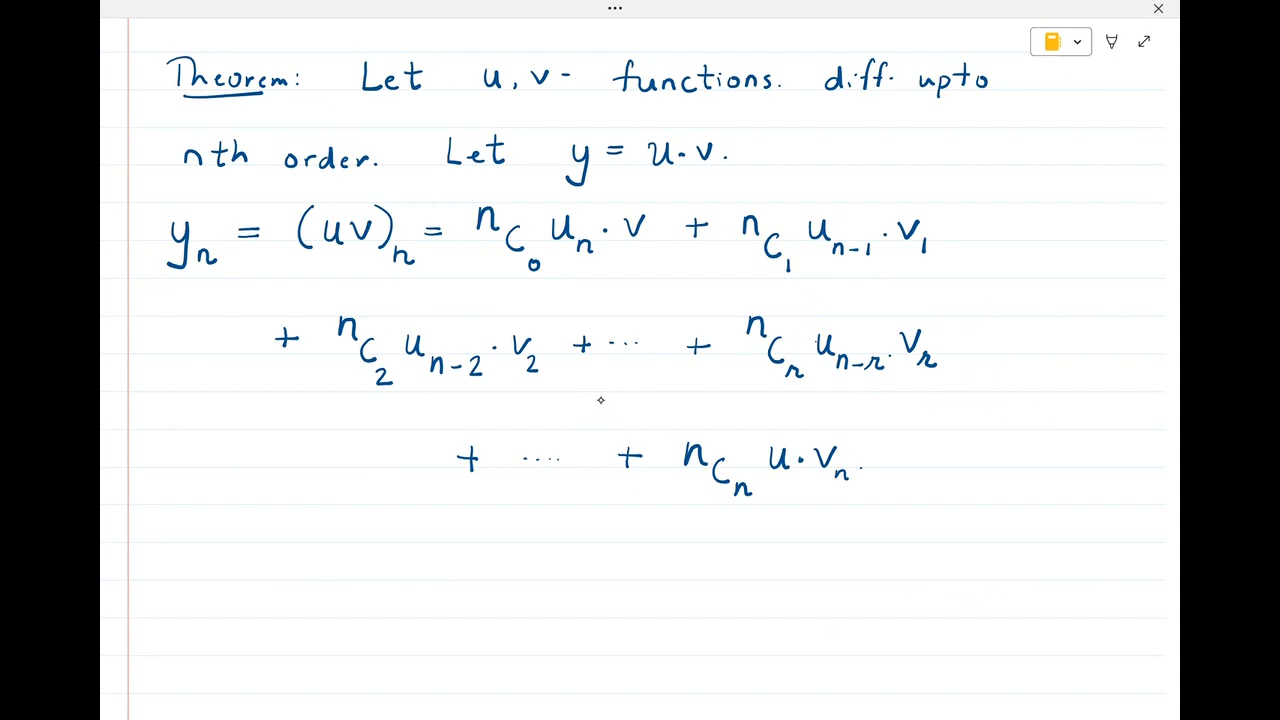 Theorem: Let u, v - functions. diff. upto
nth order. Let y = u·v.
yₙ = (uv)ₙ = ⁿC₀ uₙ·v + ⁿC₁ uₙ₋₁·v₁
+ ⁿC₂ uₙ₋₂·v₂ + ... + ⁿCᵣ uₙ₋ᵣ·vᵣ
+ .... + ⁿCₙ u·vₙ.